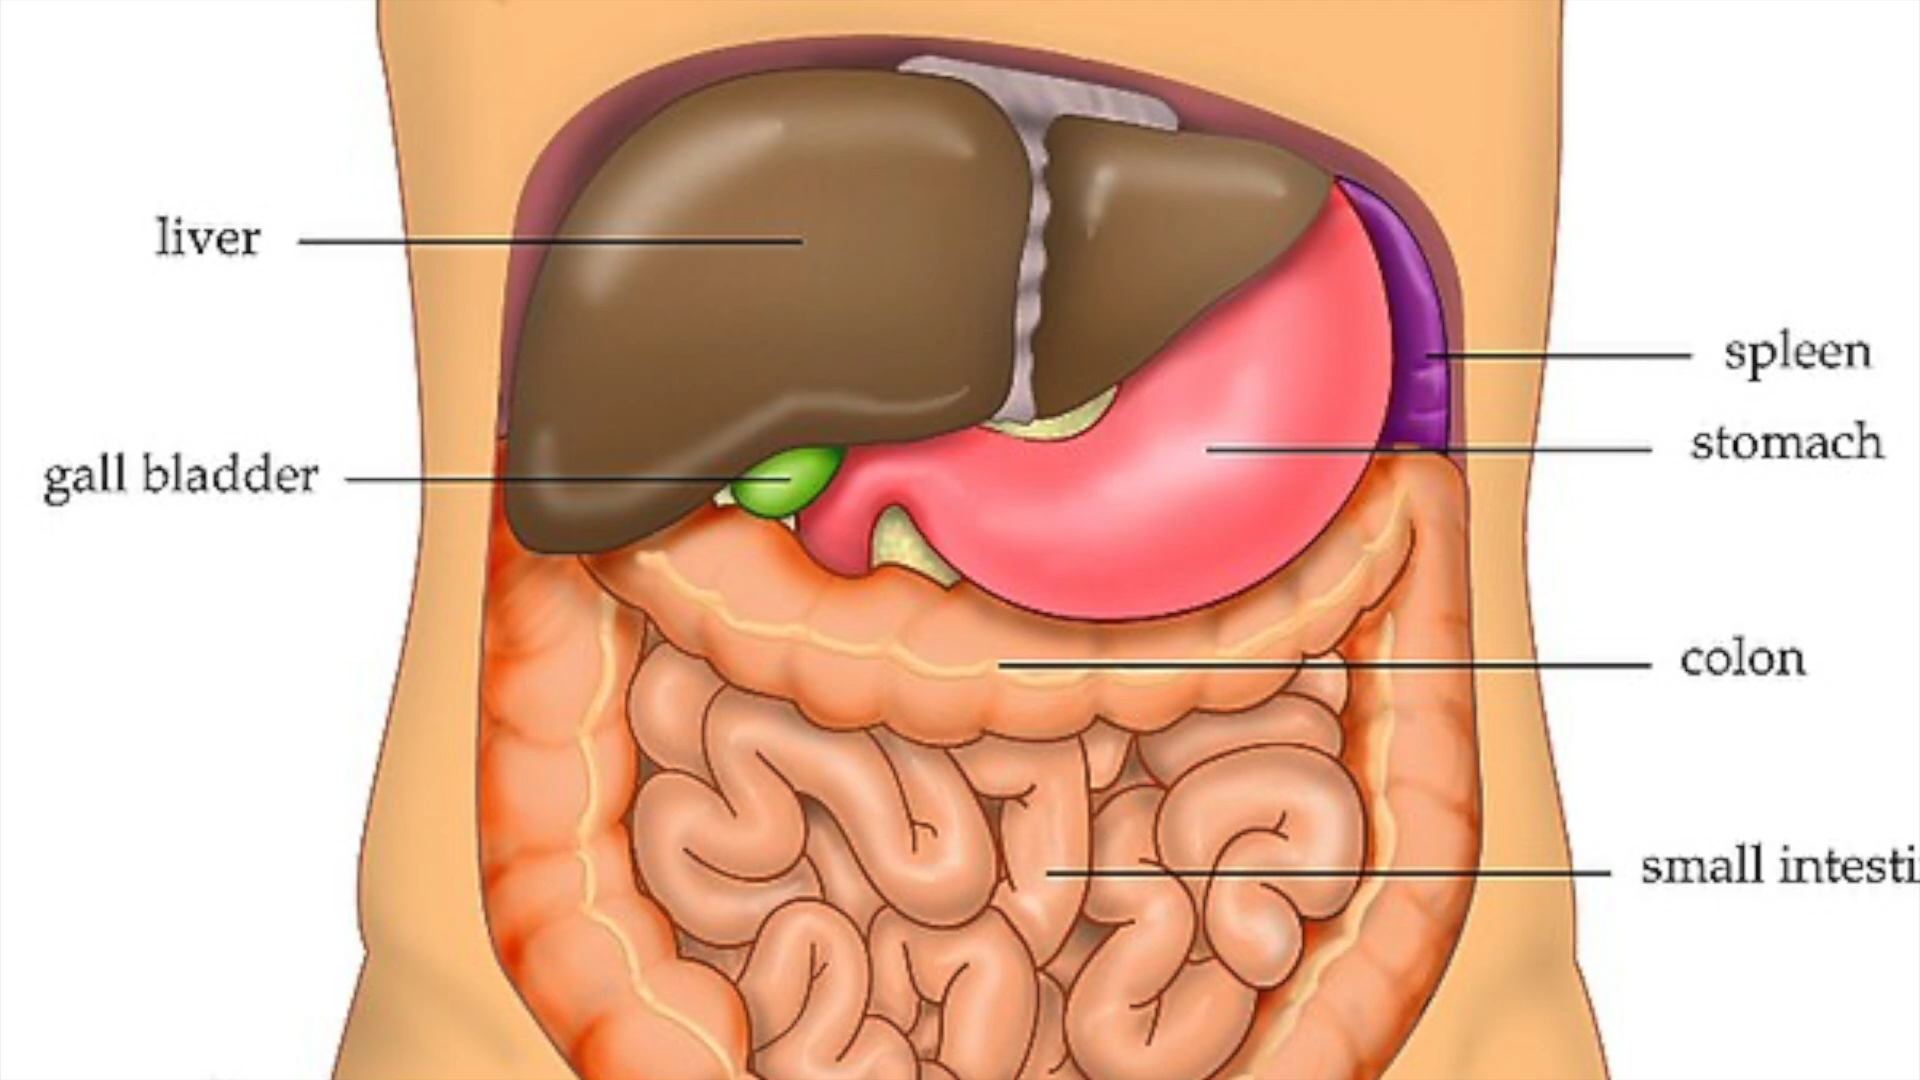 liver
spleen
stomach
gall bladder
colon
small intesti